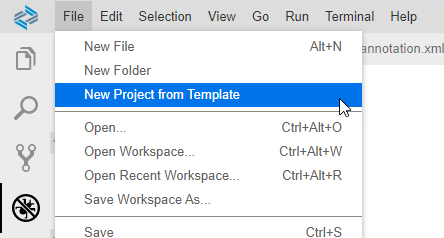 File Edit Selection View Go Run Terminal Help
New File Alt+N
annotation.xml
New Folder
New Project from Template
Open... Ctrl+Alt+O
Open Workspace... Ctrl+Alt+W
Open Recent Workspace... Ctrl+Alt+R
Save Workspace As...
Save Ctrl+S